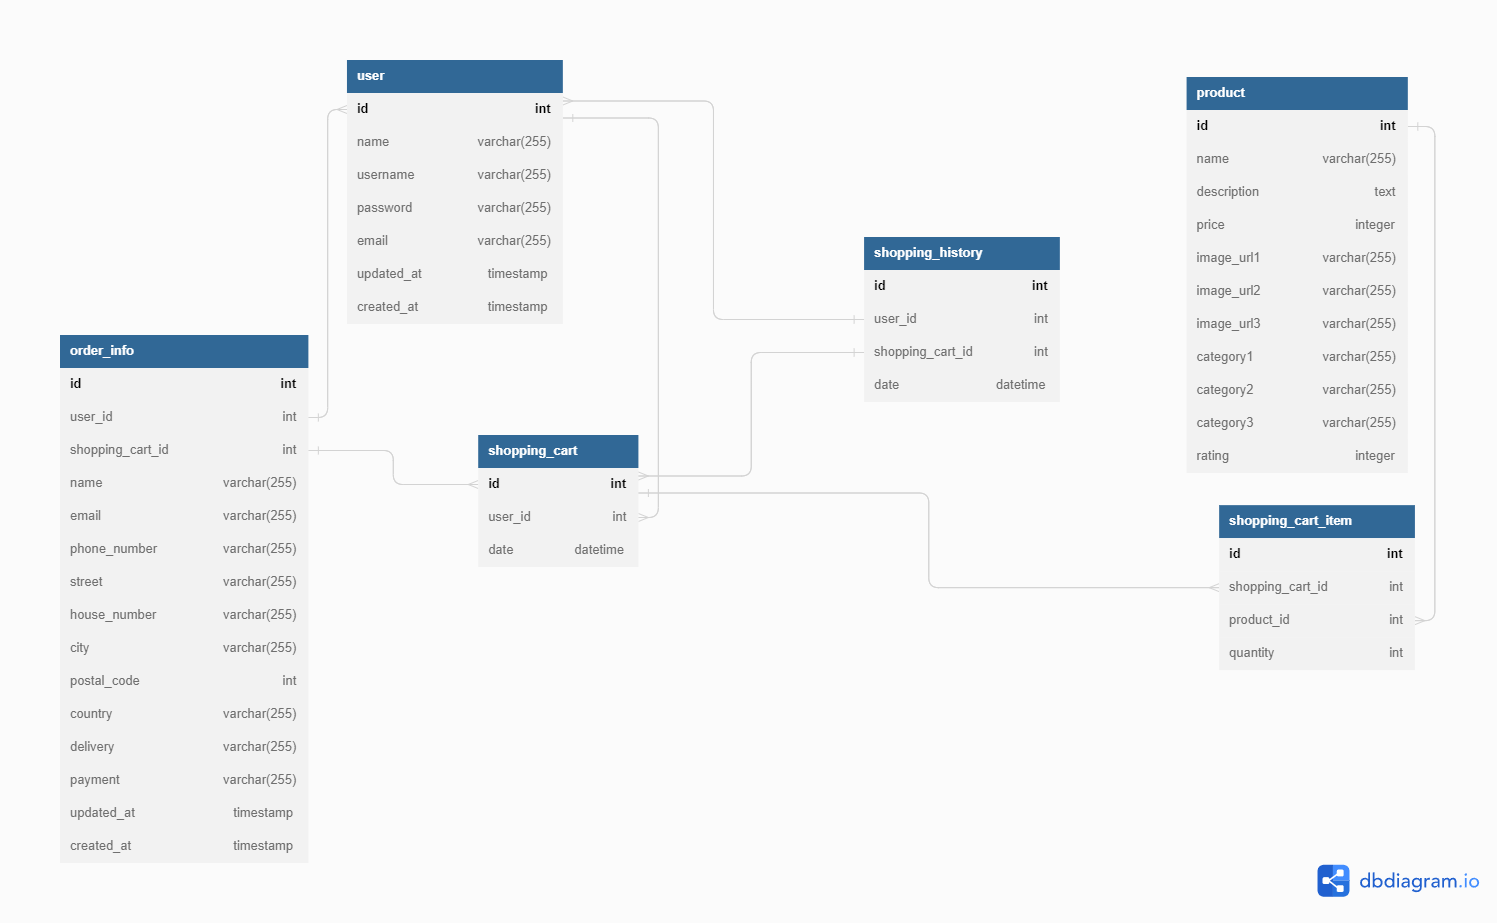 user
id int
name varchar(255)
username varchar(255)
password varchar(255)
email varchar(255)
updated_at timestamp
created_at timestamp
product
id int
name varchar(255)
description text
price integer
image_url1 varchar(255)
image_url2 varchar(255)
image_url3 varchar(255)
category1 varchar(255)
category2 varchar(255)
category3 varchar(255)
rating integer
shopping_history
id int
user_id int
shopping_cart_id int
date datetime
order_info
id int
user_id int
shopping_cart_id int
name varchar(255)
email varchar(255)
phone_number varchar(255)
street varchar(255)
house_number varchar(255)
city varchar(255)
postal_code int
country varchar(255)
delivery varchar(255)
payment varchar(255)
updated_at timestamp
created_at timestamp
shopping_cart
id int
user_id int
date datetime
shopping_cart_item
id int
shopping_cart_id int
product_id int
quantity int
dbdiagram.io